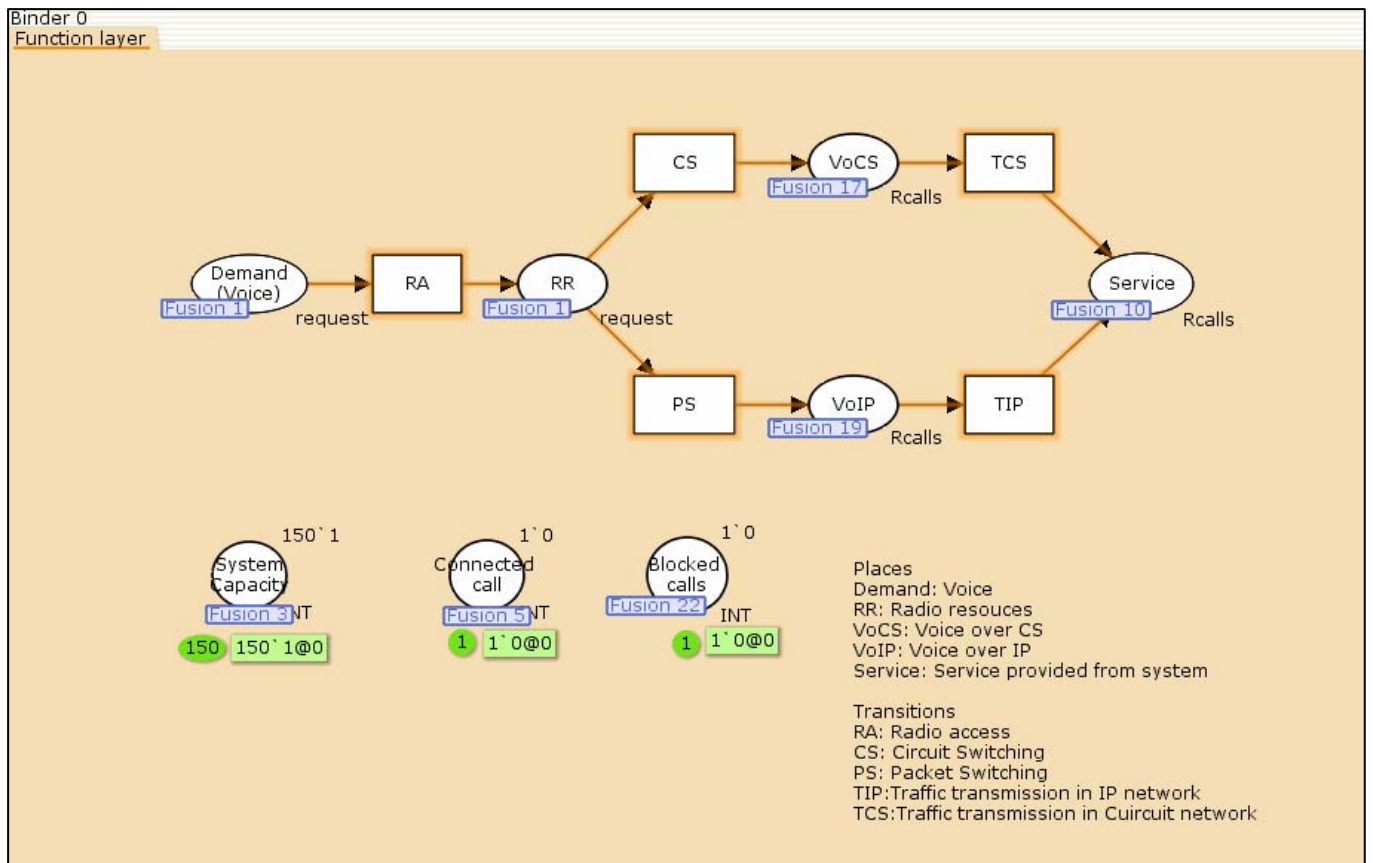 Binder 0
Function layer
CS
VoCS
TCS
Fusion 17
Rcalls
Demand
(Voice)
RA
RR
Service
Fusion 1
request
Fusion 1
request
Fusion 10
Rcalls
PS
VoIP
TIP
Fusion 19
Rcalls
150`1
1`0
1`0
System
Capacity
Connected
call
Blocked
calls
Fusion 3
NT
Fusion 5
NT
Fusion 22
INT
150
150`1@0
1
1`0@0
1
1`0@0
Places
Demand: Voice
RR: Radio resouces
VoCS: Voice over CS
VoIP: Voice over IP
Service: Service provided from system
Transitions
RA: Radio access
CS: Circuit Switching
PS: Packet Switching
TIP:Traffic transmission in IP network
TCS:Traffic transmission in Cuircuit network